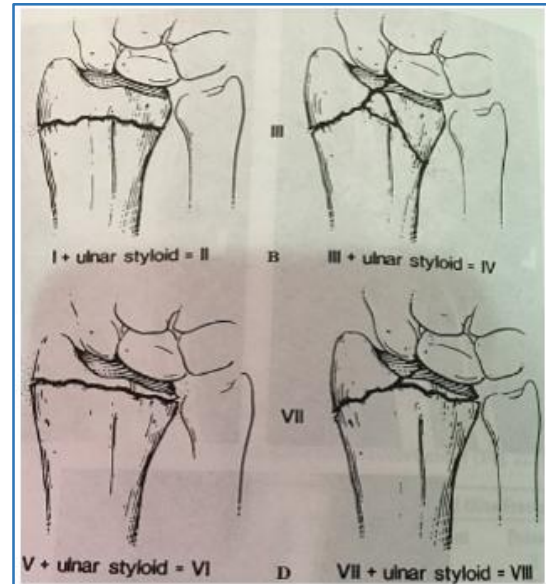 III
I + ulnar styloid = II
B
III + ulnar styloid = IV
VII
V + ulnar styloid = VI
D
VII + ulnar styloid = VIII